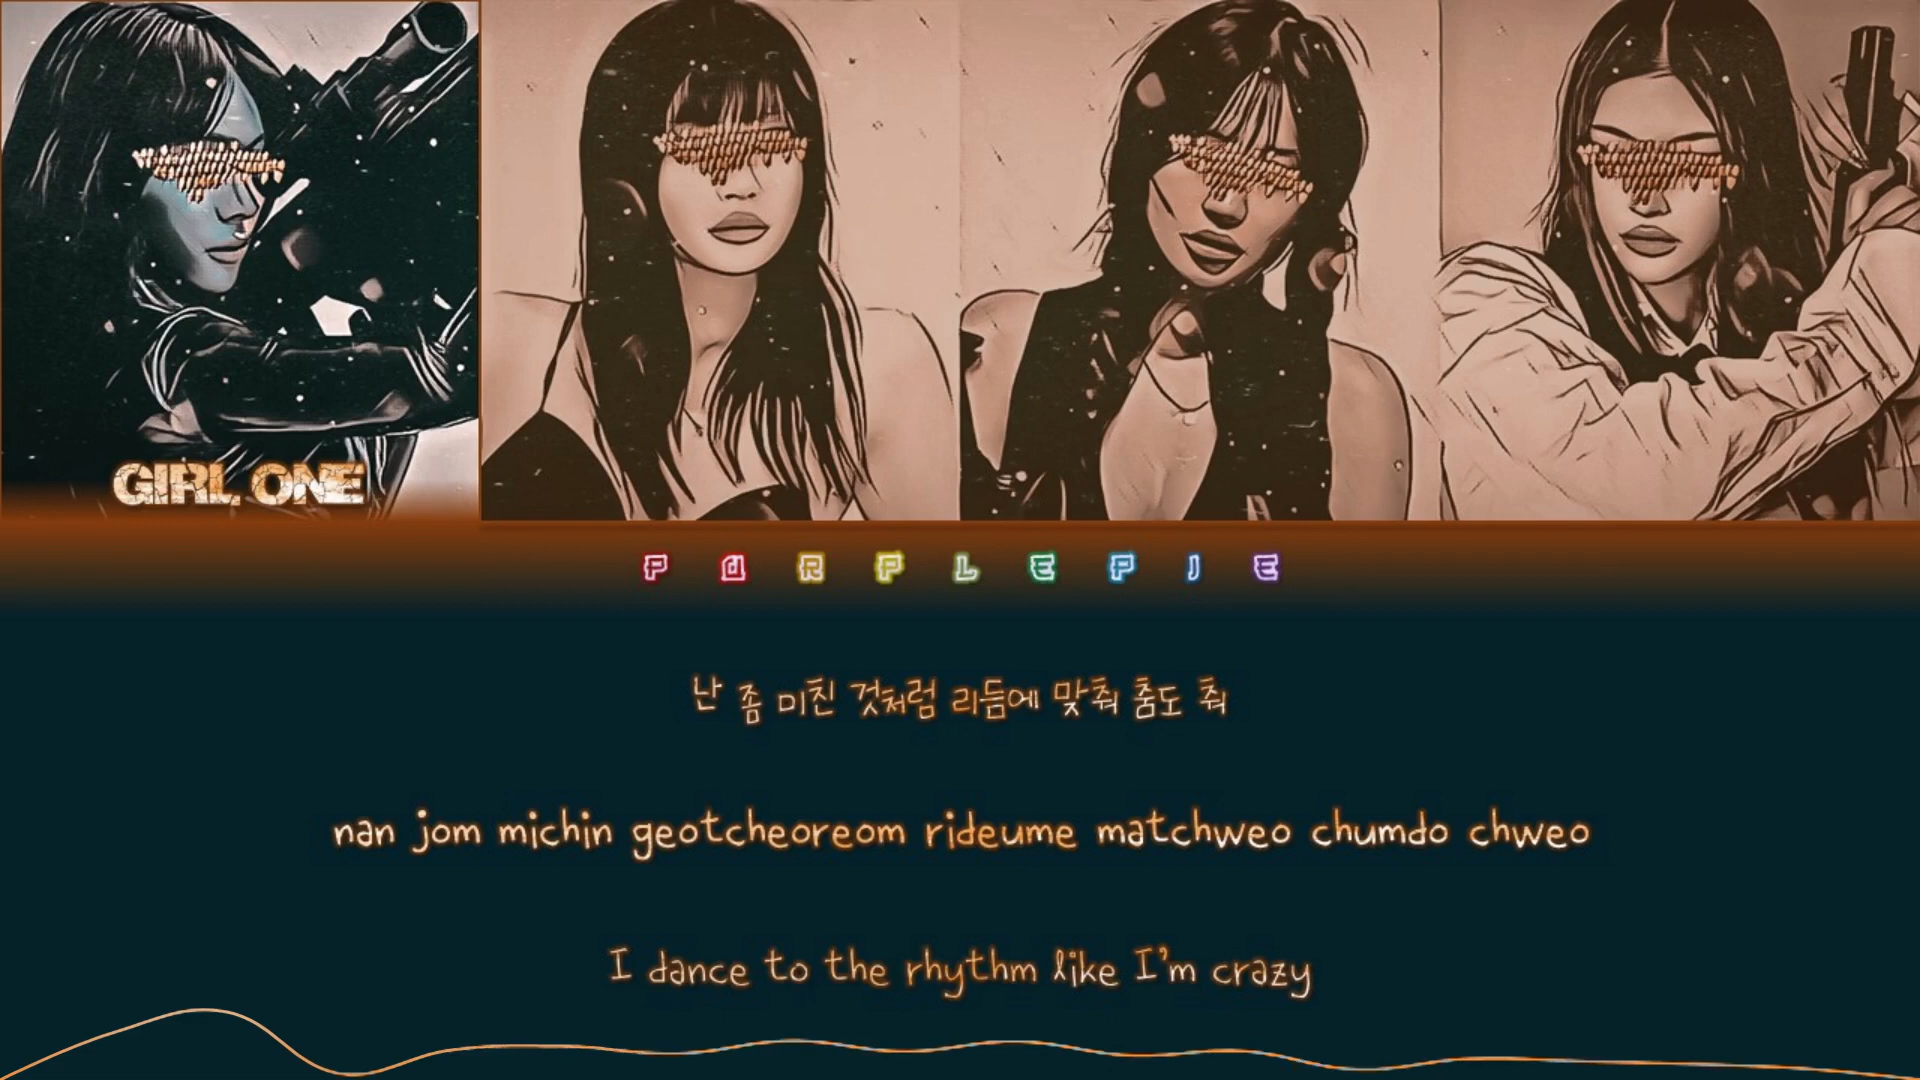 GIRL ONE
PURPLEPIE
난 좀 미친 것처럼 리듬에 맞춰 춤도 춰
nan jom michin geotcheoreom rideume matchweo chumdo chweo
I dance to the rhythm like I'm crazy